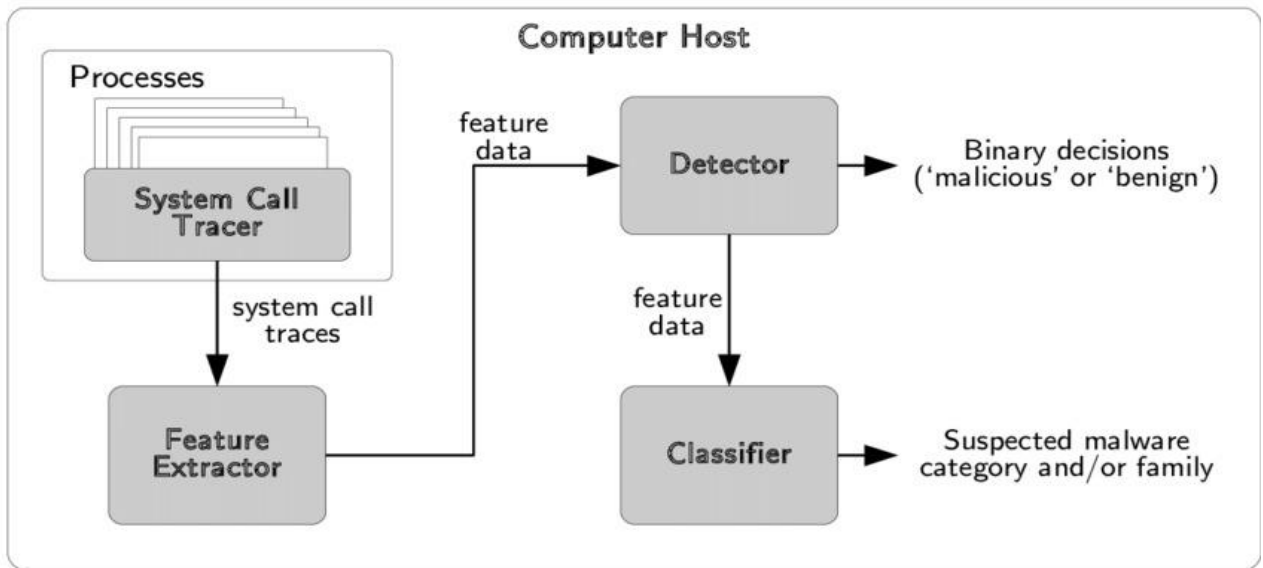 Computer Host
Processes
System Call
Tracer
system call
traces
Feature
Extractor
feature
data
Detector
Binary decisions
(‘malicious’ or ‘benign’)
feature
data
Classifier
Suspected malware
category and/or family